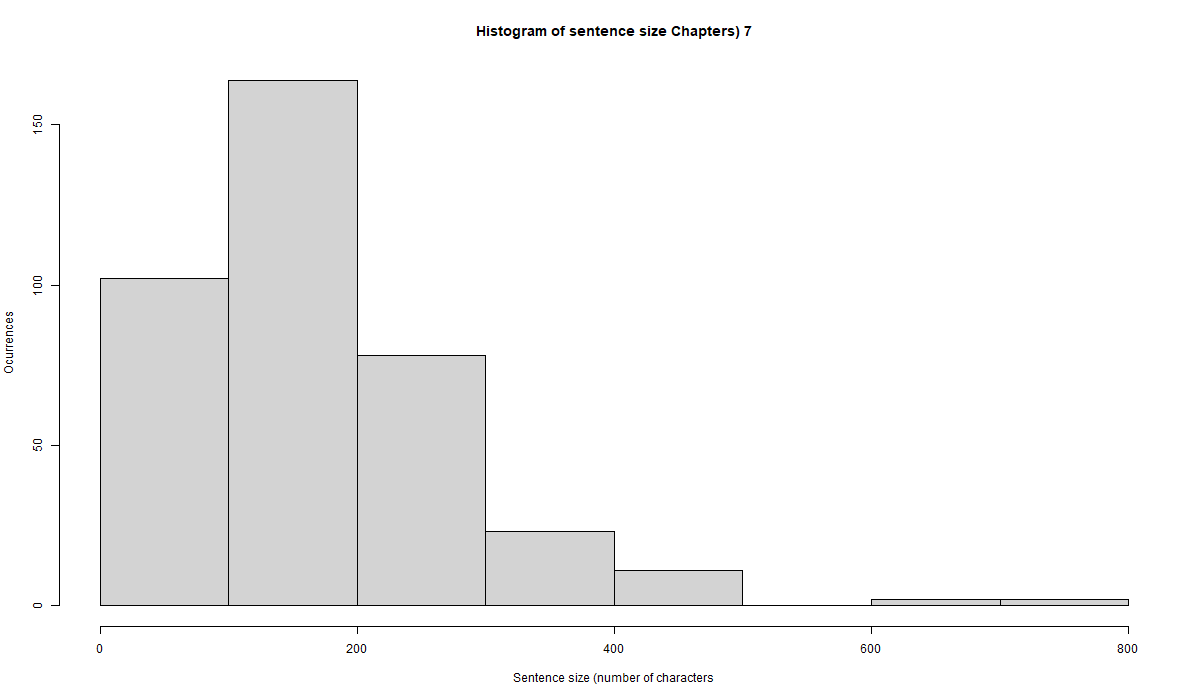 Histogram of sentence size Chapters) 7
150
100
50
0
Ocurrences
0 200 400 600 800
Sentence size (number of characters